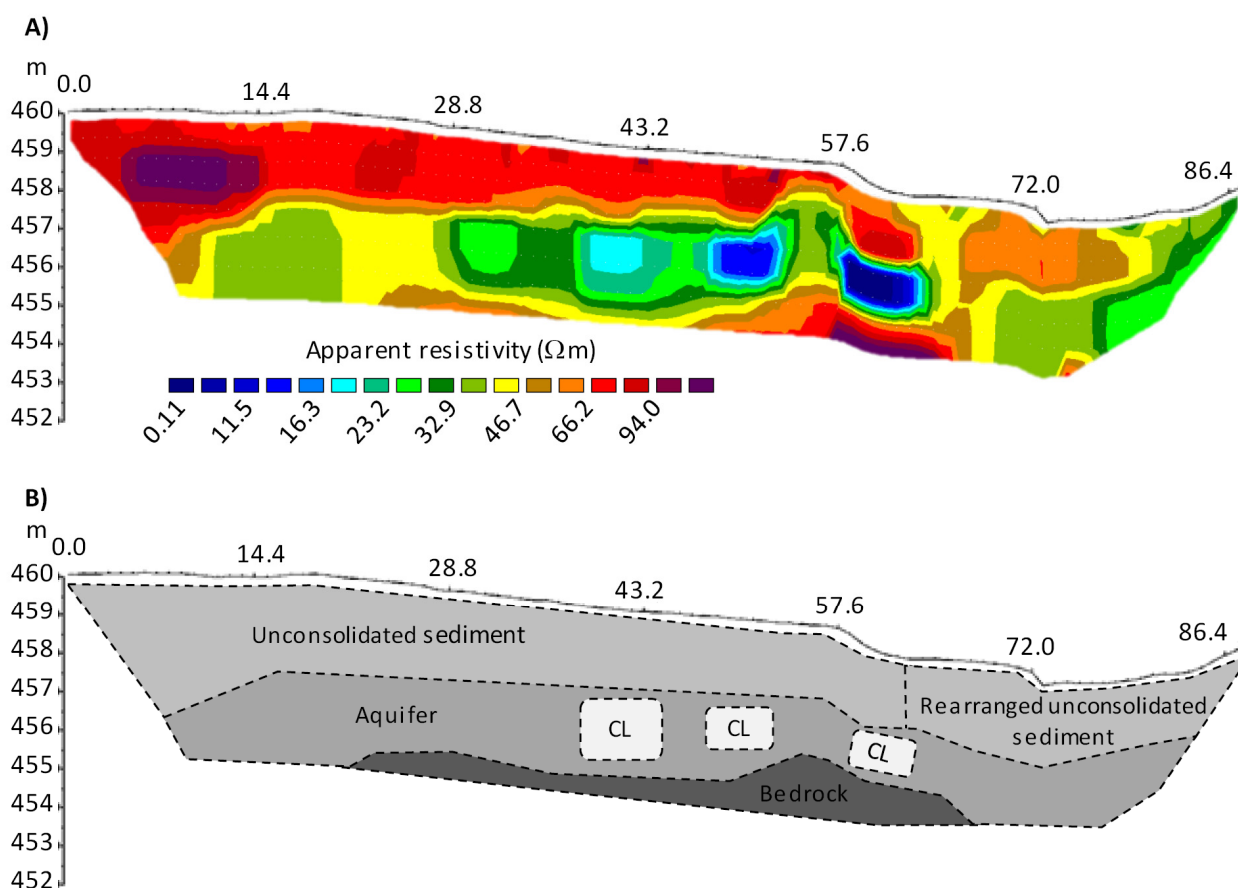 A)
m
0.0
14.4
28.8
43.2
57.6
72.0
86.4
460
459
458
457
456
455
454
453
452
Apparent resistivity (Ωm)
0.11 11.5 16.3 23.2 32.9 46.7 66.2 94.0
B)
m
0.0
14.4
28.8
43.2
57.6
72.0
86.4
460
459
458
457
456
455
454
453
452
Unconsolidated sediment
Aquifer
CL
CL
CL
Rearranged unconsolidated
sediment
Bedrock